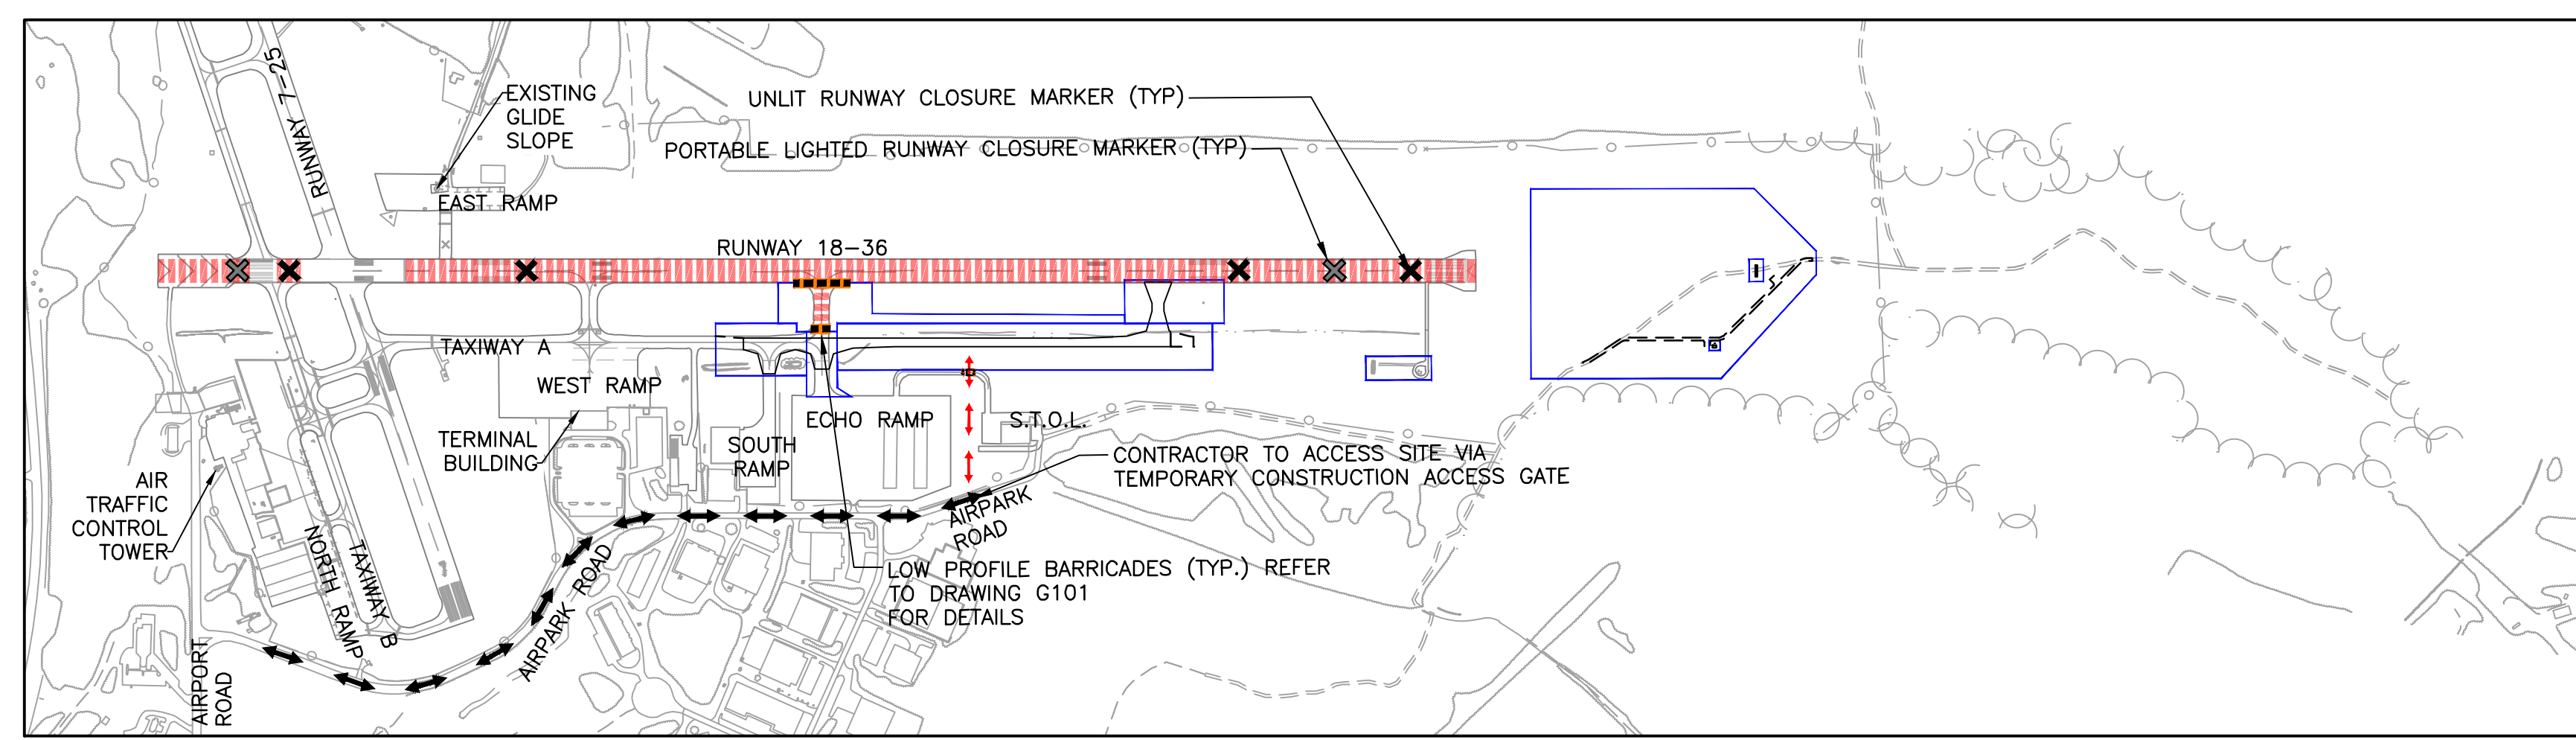 RUNWAY 7-25
EXISTING
GLIDE
SLOPE
UNLIT RUNWAY CLOSURE MARKER (TYP)
PORTABLE LIGHTED RUNWAY CLOSURE MARKER (TYP)
EAST RAMP
RUNWAY 18-36
TAXIWAY A
WEST RAMP
ECHO RAMP
S.T.O.L.
TERMINAL
BUILDING
SOUTH
RAMP
CONTRACTOR TO ACCESS SITE VIA
TEMPORARY CONSTRUCTION ACCESS GATE
AIR
TRAFFIC
CONTROL
TOWER
AIRPARK
ROAD
NORTH RAMP
TAXIWAY B
AIRPARK ROAD
LOW PROFILE BARRICADES (TYP.) REFER
TO DRAWING G101
FOR DETAILS
AIRPORT
ROAD